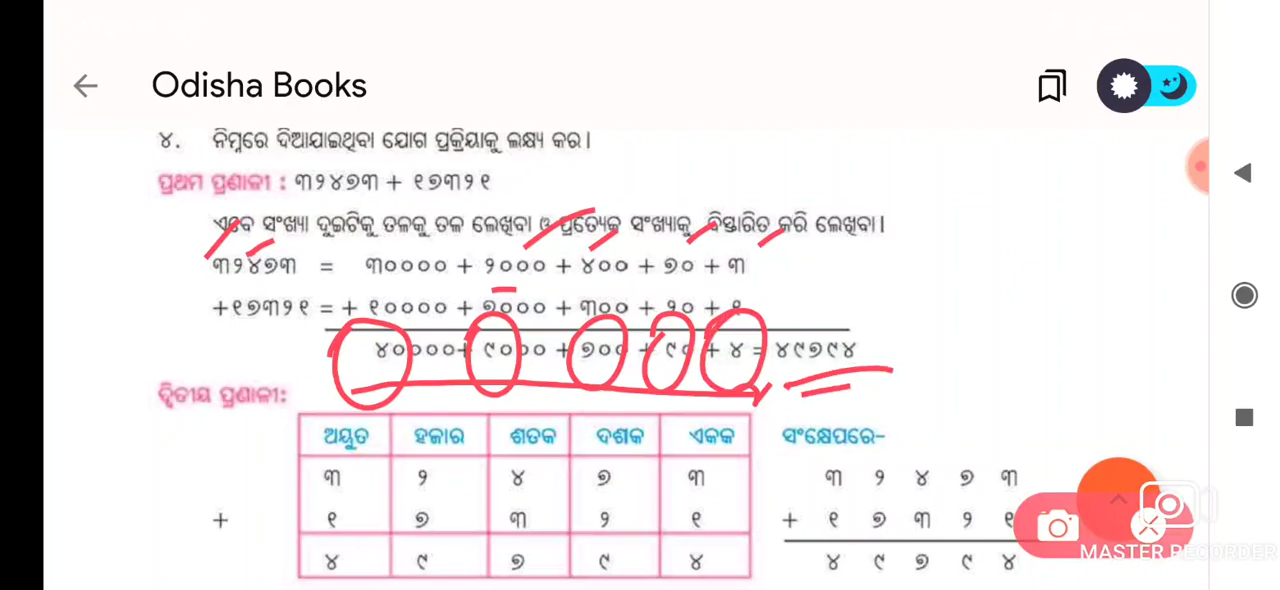 Odisha Books
୪. ନିମ୍ନରେ ଦିଆଯାଇଥିବା ଯୋଗ ପ୍ରକ୍ରିୟାକୁ ଲକ୍ଷ୍ୟ କର।
ପ୍ରଥମ ପ୍ରଣାଳୀ : ୩୨୪୭୩ + ୧୭୩୨୧
ଏବେ ସଂଖ୍ୟା ଦୁଇଟିକୁ ତଳକୁ ତଳ ଲେଖିବା ଓ ପ୍ରତ୍ୟେକ ସଂଖ୍ୟାକୁ ବିସ୍ତାରିତ କରି ଲେଖିବା।
୩୨୪୭୩ = ୩୦୦୦୦ + ୨୦୦୦ + ୪୦୦ + ୭୦ + ୩
+୧୭୩୨୧ = + ୧୦୦୦୦ + ୭୦୦୦ + ୩୦୦ + ୨୦ + ୧
୪୦୦୦୦+ ୯୦୦୦ + ୭୦୦ + ୯୦ + ୪ = ୪୯୭୯୪
ଦ୍ୱିତୀୟ ପ୍ରଣାଳୀ:
ଅୟୁତ ହଜାର ଶତକ ଦଶକ ଏକକ
୩ ୨ ୪ ୭ ୩
+ ୧ ୭ ୩ ୨ ୧
୪ ୯ ୭ ୯ ୪
ସଂକ୍ଷେପରେ-
୩ ୨ ୪ ୭ ୩
+ ୧ ୭ ୩ ୨ ୧
୪ ୯ ୭ ୯ ୪
MASTER RECORDER